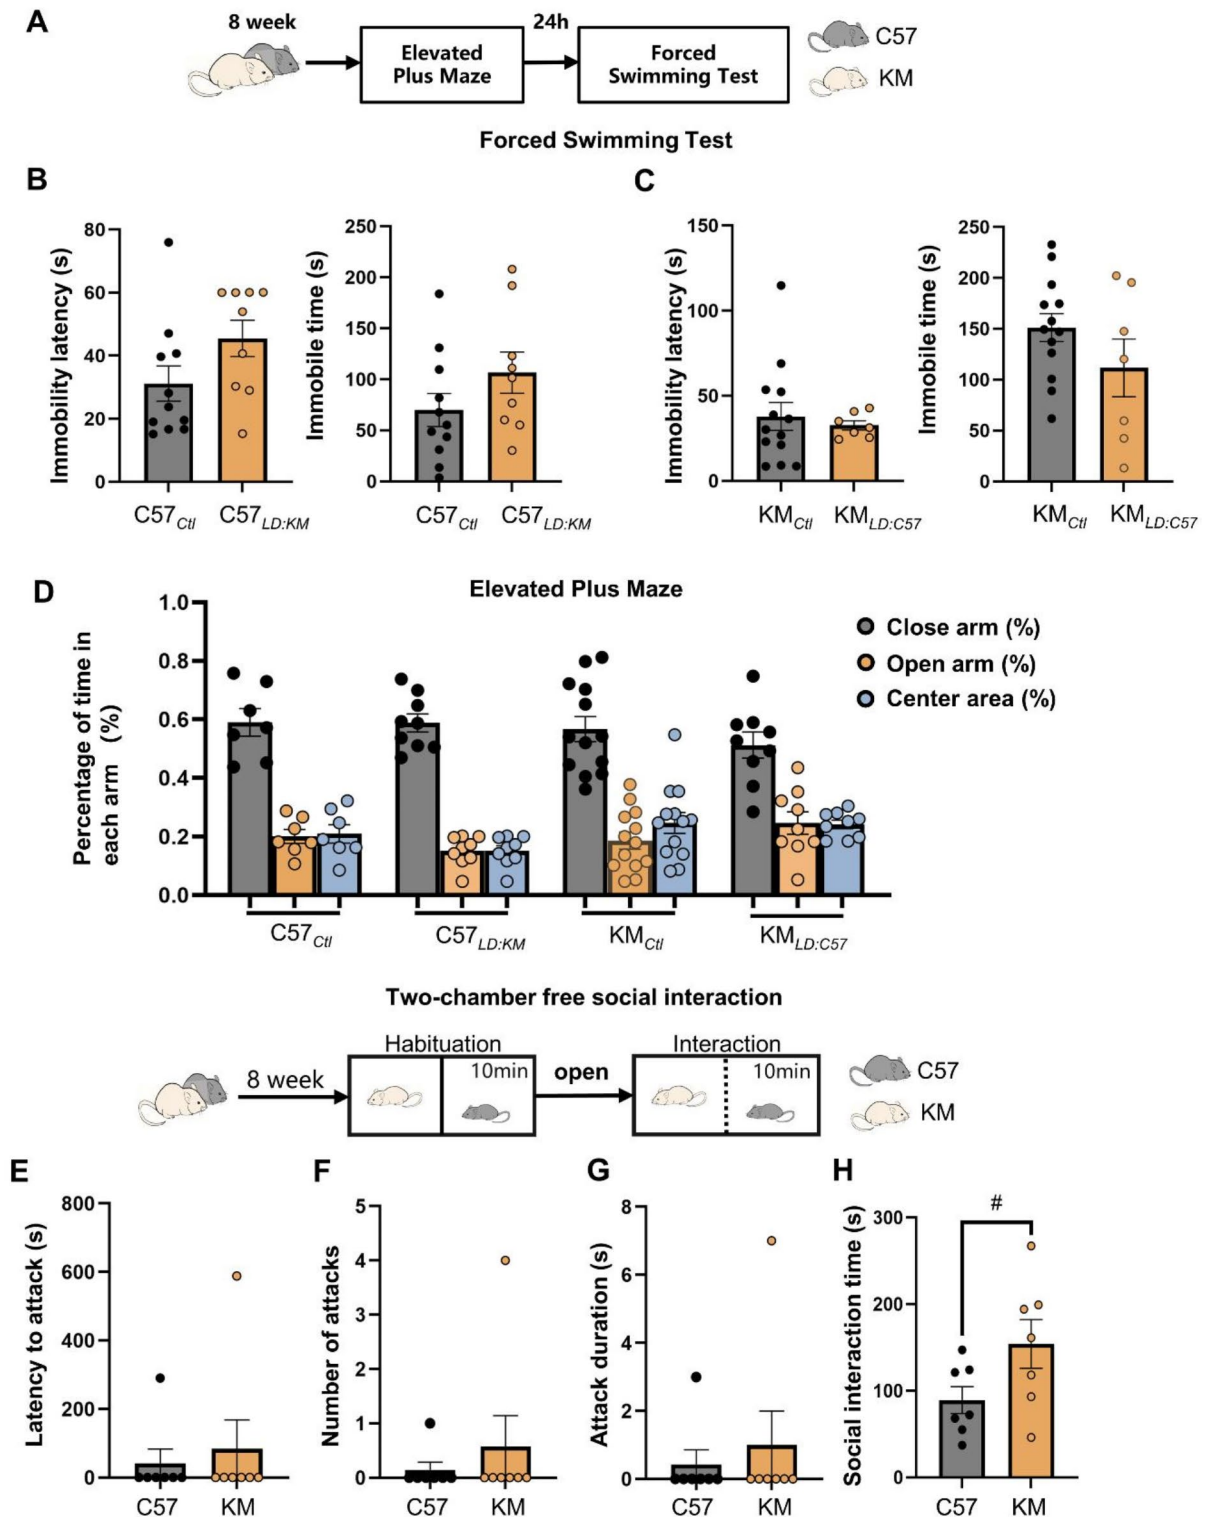 A
8 week
24h
Elevated
Plus Maze
Forced
Swimming Test
C57
KM
Forced Swimming Test
B
C
Immobility latency (s)
80
60
40
20
0
C57Ctl
C57LD:KM
Immobile time (s)
250
200
150
100
50
0
C57Ctl
C57LD:KM
Immobility latency (s)
150
100
50
0
KMCtl
KMLD:C57
Immobile time (s)
250
200
150
100
50
0
KMCtl
KMLD:C57
D
Elevated Plus Maze
Percentage of time in
each arm (%)
1.0
0.8
0.6
0.4
0.2
0.0
Close arm (%)
Open arm (%)
Center area (%)
C57Ctl
C57LD:KM
KMCtl
KMLD:C57
Two-chamber free social interaction
8 week
Habituation
10min
open
Interaction
10min
C57
KM
E
Latency to attack (s)
800
600
400
200
0
C57
KM
F
Number of attacks
5
4
3
2
1
0
C57
KM
G
Attack duration (s)
8
6
4
2
0
C57
KM
H
Social interaction time (s)
300
200
100
0
#
C57
KM